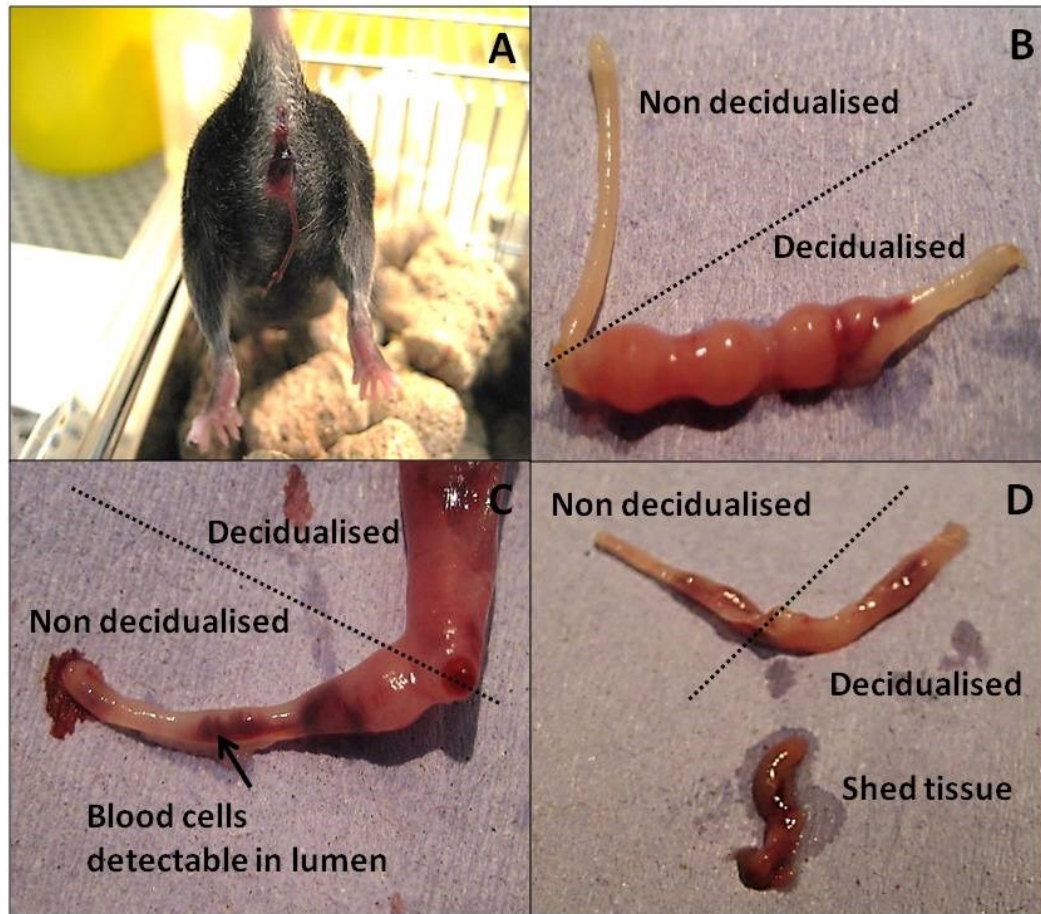 A
B
Non decidualised
Decidualised
C
Decidualised
Non decidualised
Blood cells
detectable in lumen
D
Non decidualised
Decidualised
Shed tissue